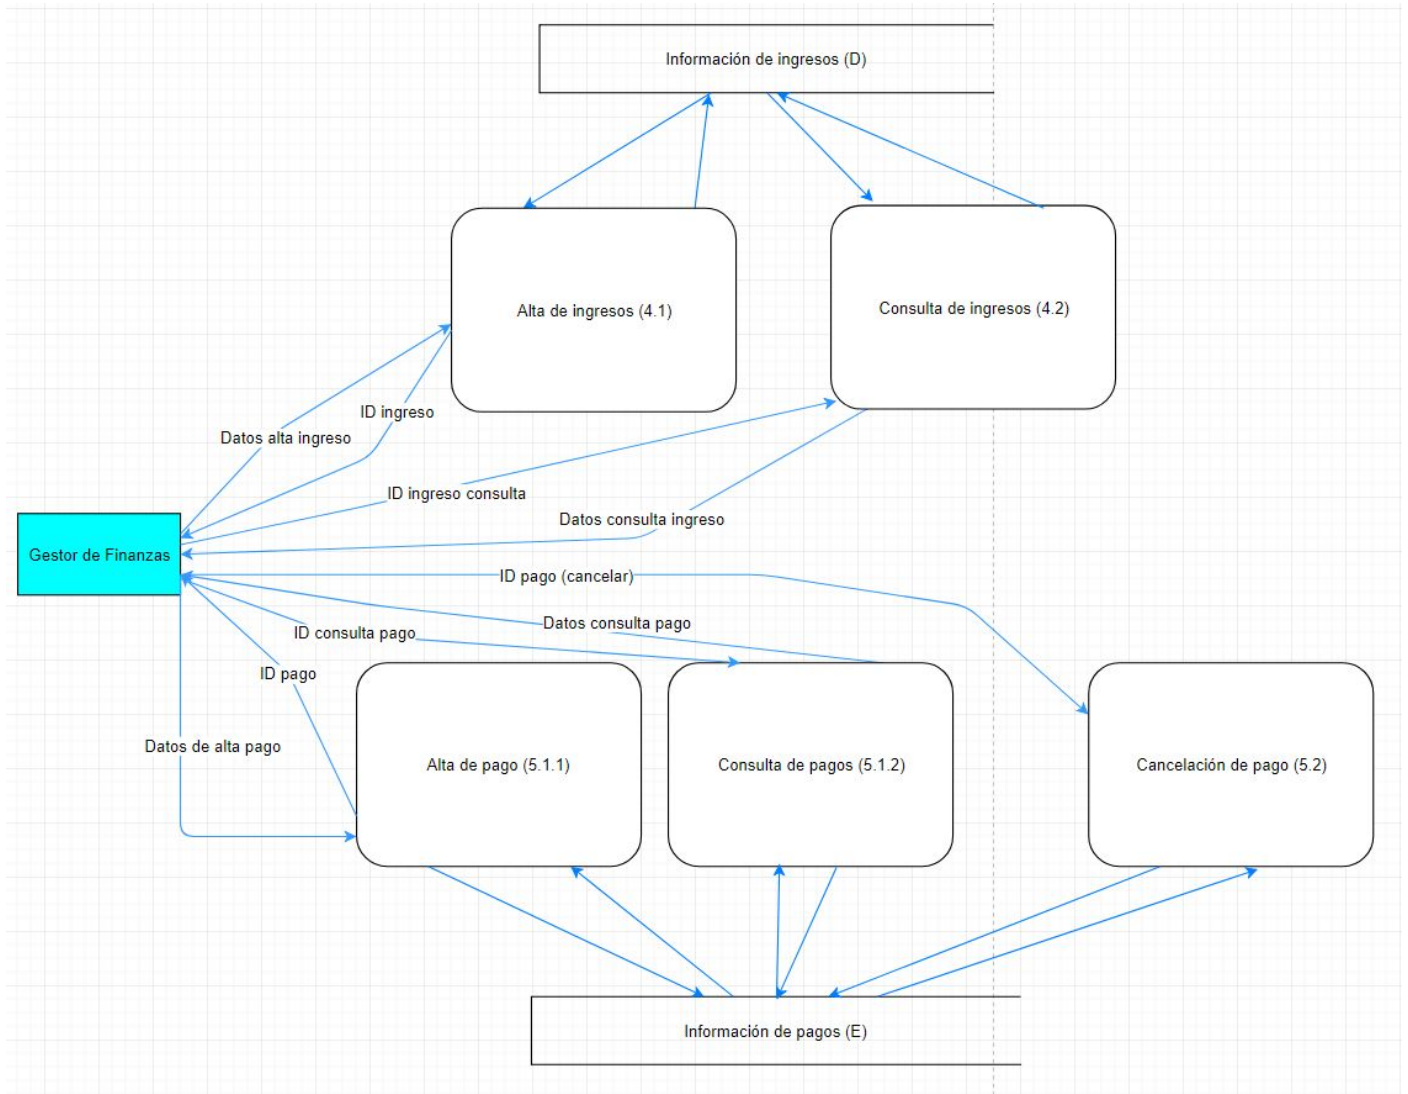 Información de ingresos (D)
Alta de ingresos (4.1)
Consulta de ingresos (4.2)
ID ingreso
Datos alta ingreso
ID ingreso consulta
Datos consulta ingreso
Gestor de Finanzas
ID pago (cancelar)
Datos consulta pago
ID consulta pago
ID pago
Datos de alta pago
Alta de pago (5.1.1)
Consulta de pagos (5.1.2)
Cancelación de pago (5.2)
Información de pagos (E)